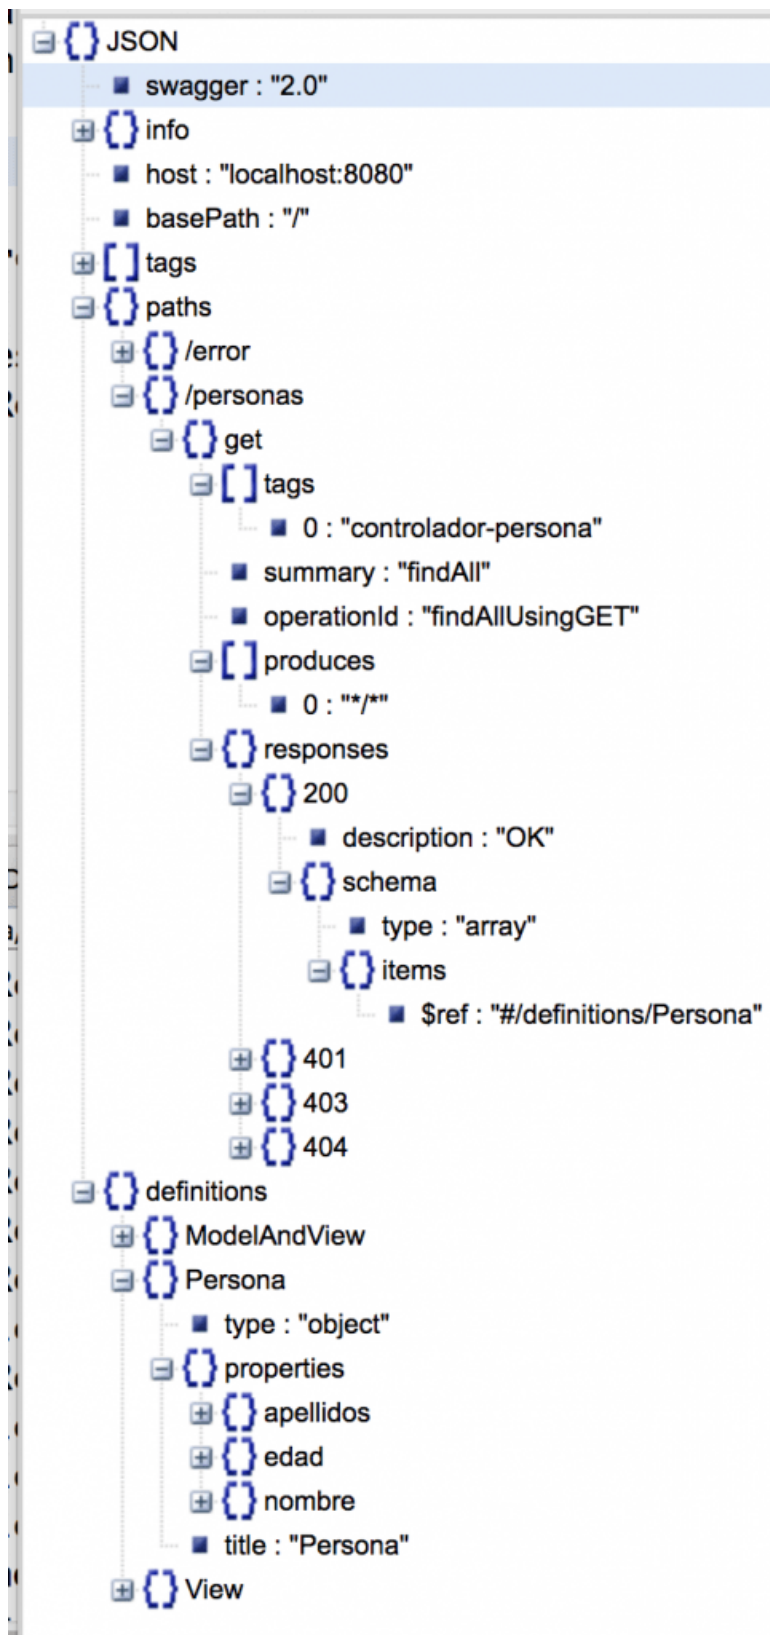 JSON
swagger : "2.0"
info
host : "localhost:8080"
basePath : "/"
tags
paths
/error
/personas
get
tags
0 : "controlador-persona"
summary : "findAll"
operationId : "findAllUsingGET"
produces
0 : "*/*"
responses
200
description : "OK"
schema
type : "array"
items
$ref : "#/definitions/Persona"
401
403
404
definitions
ModelAndView
Persona
type : "object"
properties
apellidos
edad
nombre
title : "Persona"
View